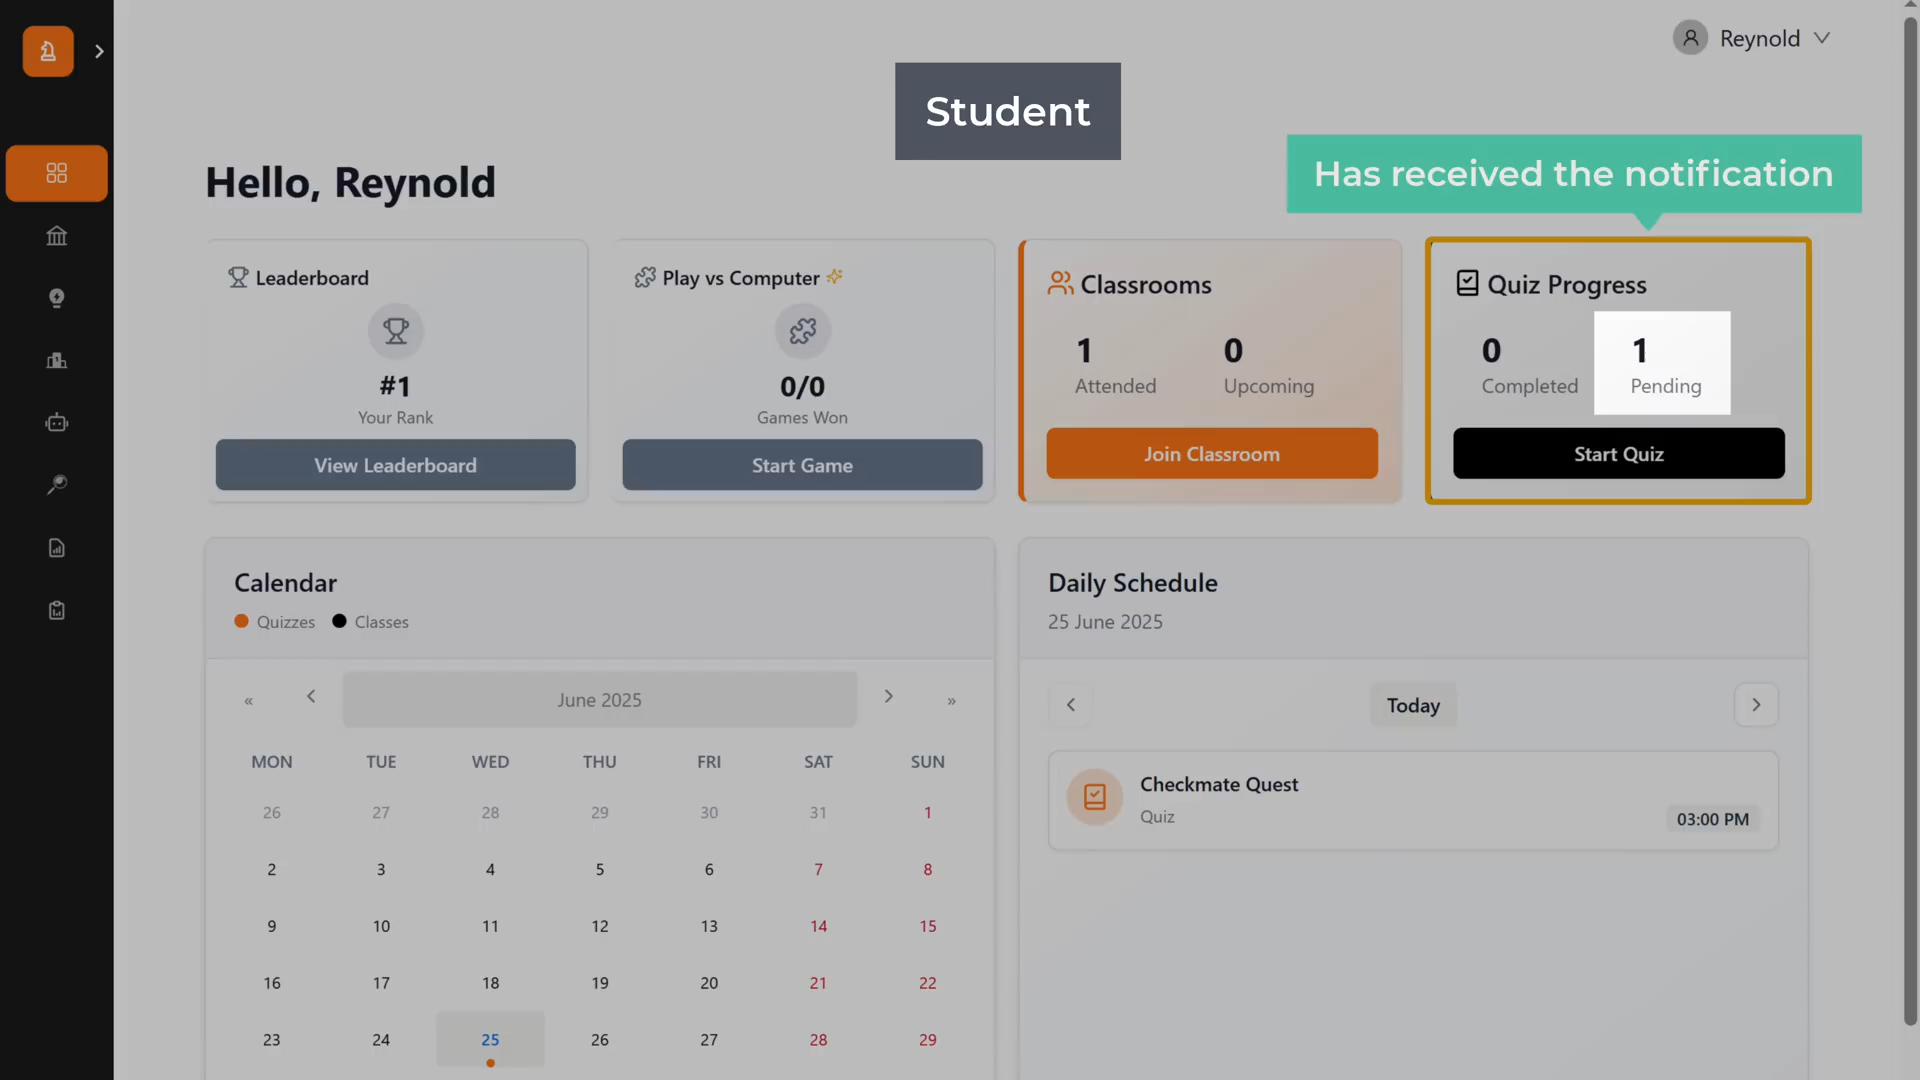 Reynold
Student
Has received the notification
Hello, Reynold
Leaderboard
#1
Your Rank
View Leaderboard
Play vs Computer
0/0
Games Won
Start Game
Classrooms
1 0
Attended Upcoming
Join Classroom
Quiz Progress
0 1
Completed Pending
Start Quiz
Calendar
Quizzes Classes
« < June 2025 > »
MON TUE WED THU FRI SAT SUN
26 27 28 29 30 31 1
2 3 4 5 6 7 8
9 10 11 12 13 14 15
16 17 18 19 20 21 22
23 24 25 26 27 28 29
Daily Schedule
25 June 2025
Today
Checkmate Quest
Quiz
03:00 PM